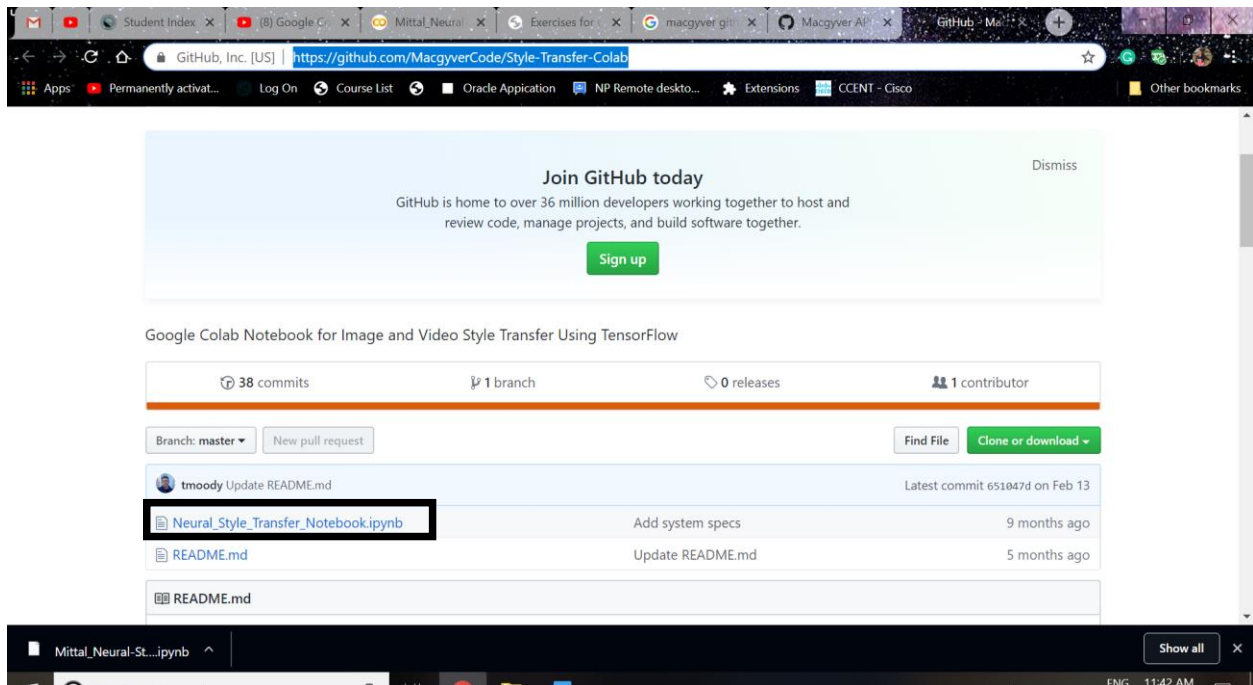 Student Index
(8) Google C
Mittal_Neural
Exercises for
macgyver git
Macgyver AP
GitHub - Ma
GitHub, Inc. [US] | https://github.com/MacgyverCode/Style-Transfer-Colab
Apps Permanently activat... Log On Course List Oracle Appication NP Remote deskto... Extensions CCENT - Cisco Other bookmarks
Dismiss
Join GitHub today
GitHub is home to over 36 million developers working together to host and
review code, manage projects, and build software together.
Sign up
Google Colab Notebook for Image and Video Style Transfer Using TensorFlow
38 commits 1 branch 0 releases 1 contributor
Branch: master New pull request Find File Clone or download
tmoody Update README.md Latest commit 651047d on Feb 13
Neural_Style_Transfer_Notebook.ipynb Add system specs 9 months ago
README.md Update README.md 5 months ago
README.md
Mittal_Neural-St....ipynb Show all
ENG 11:42 AM